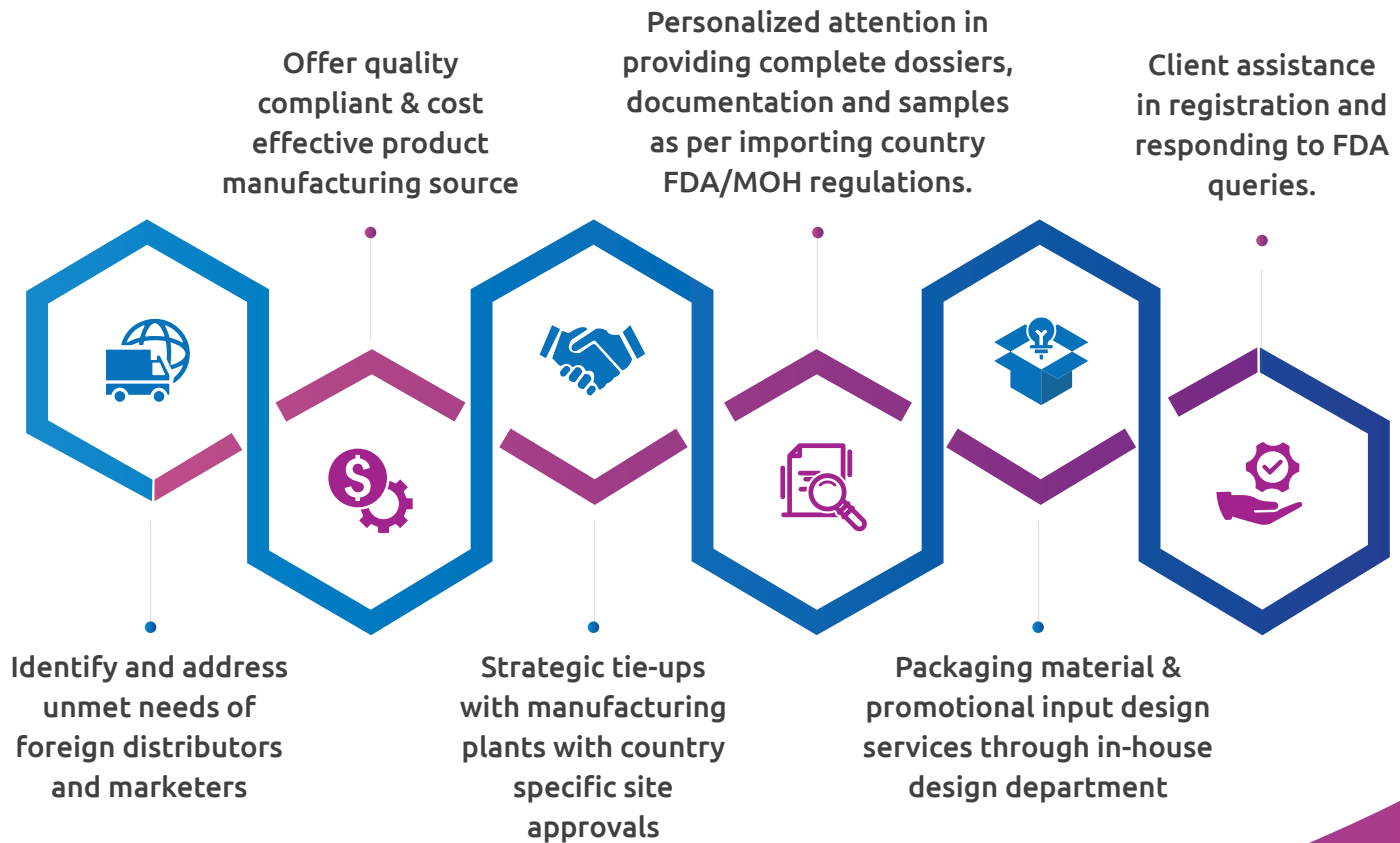 Offer quality
compliant & cost
effective product
manufacturing source
Personalized attention in
providing complete dossiers,
documentation and samples
as per importing country
FDA/MOH regulations.
Client assistance
in registration and
responding to FDA
queries.
$
Identify and address
unmet needs of
foreign distributors
and marketers
Strategic tie-ups
with manufacturing
plants with country
specific site
approvals
Packaging material &
promotional input design
services through in-house
design department